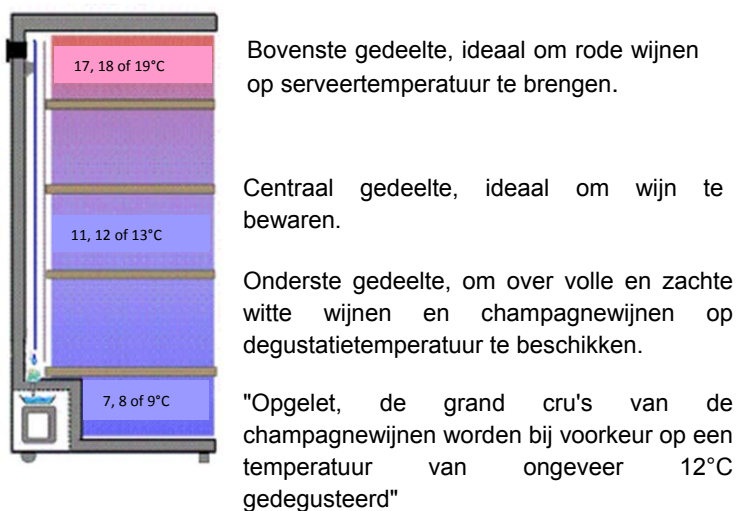 17, 18 of 19°C
Bovenste gedeelte, ideaal om rode wijnen
op serveertemperatuur te brengen.
Centraal gedeelte, ideaal om wijn te
bewaren.
11, 12 of 13°C
Onderste gedeelte, om over volle en zachte
witte wijnen en champagnewijnen op
degustatietemperatuur te beschikken.
7, 8 of 9°C
"Opgelet, de grand cru's van de
champagnewijnen worden bij voorkeur op een
temperatuur van ongeveer 12°C
gedegusteerd"